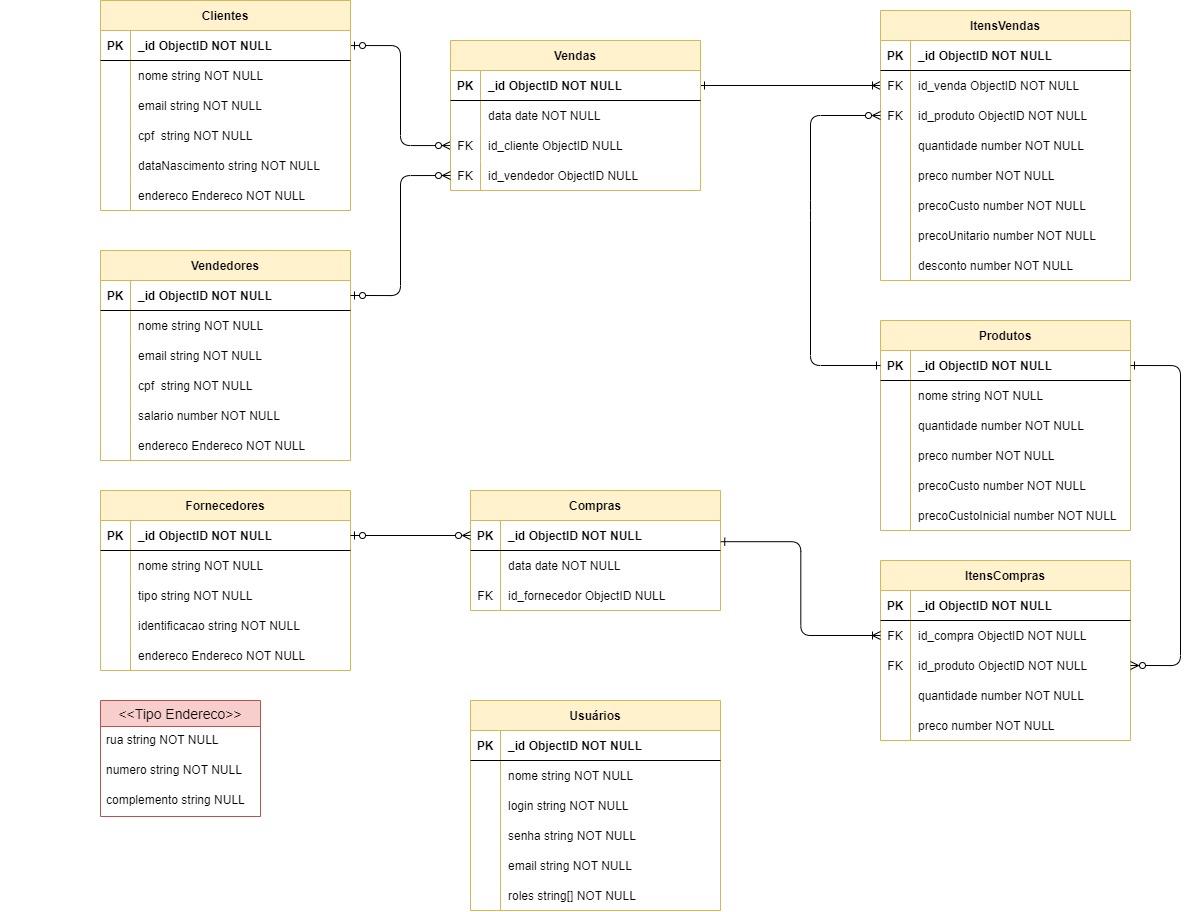 Clientes
PK _id ObjectID NOT NULL
nome string NOT NULL
email string NOT NULL
cpf  string NOT NULL
dataNascimento string NOT NULL
endereco Endereco NOT NULL
Vendas
PK _id ObjectID NOT NULL
data date NOT NULL
FK id_cliente ObjectID NULL
FK id_vendedor ObjectID NULL
ItensVendas
PK _id ObjectID NOT NULL
FK id_venda ObjectID NOT NULL
FK id_produto ObjectID NOT NULL
quantidade number NOT NULL
preco number NOT NULL
precoCusto number NOT NULL
precoUnitario number NOT NULL
desconto number NOT NULL
Vendedores
PK _id ObjectID NOT NULL
nome string NOT NULL
email string NOT NULL
cpf  string NOT NULL
salario number NOT NULL
endereco Endereco NOT NULL
Produtos
PK _id ObjectID NOT NULL
nome string NOT NULL
quantidade number NOT NULL
preco number NOT NULL
precoCusto number NOT NULL
precoCustoInicial number NOT NULL
Fornecedores
PK _id ObjectID NOT NULL
nome string NOT NULL
tipo string NOT NULL
identificacao string NOT NULL
endereco Endereco NOT NULL
Compras
PK _id ObjectID NOT NULL
data date NOT NULL
FK id_fornecedor ObjectID NULL
ItensCompras
PK _id ObjectID NOT NULL
FK id_compra ObjectID NOT NULL
FK id_produto ObjectID NOT NULL
quantidade number NOT NULL
preco number NOT NULL
<<Tipo Endereco>>
rua string NOT NULL
numero string NOT NULL
complemento string NULL
Usuários
PK _id ObjectID NOT NULL
nome string NOT NULL
login string NOT NULL
senha string NOT NULL
email string NOT NULL
roles string[] NOT NULL